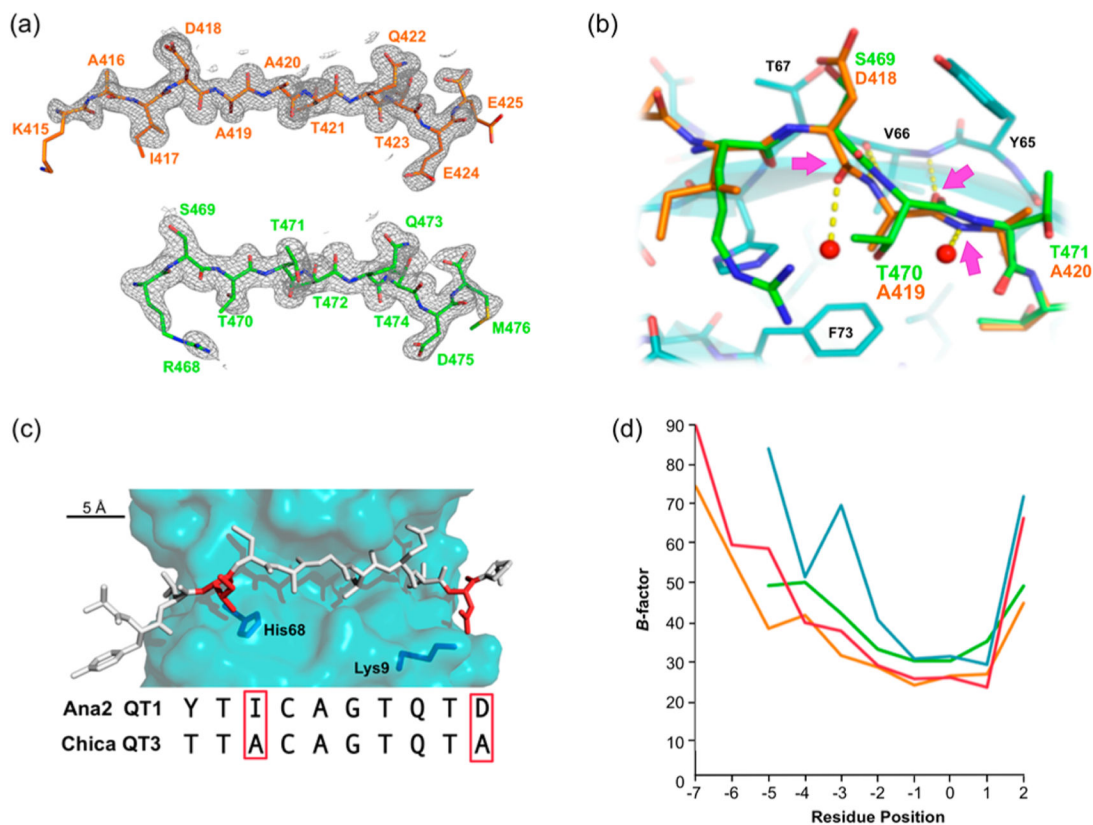 (a)
D418
Q422
A416
A420
E425
K415
A419
T421
T423
I417
E424
S469
T471
Q473
T470
T472
T474
M476
R468
D475
(b)
T67
S469
D418
V66
Y65
T470
A419
T471
A420
F73
(c)
5 Å
His68
Lys9
Ana2 QT1 Y T I C A G T Q T D
Chica QT3 T T A C A G T Q T A
(d)
90
80
70
60
50
40
30
20
10
0
B-factor
-7 -6 -5 -4 -3 -2 -1 0 1 2
Residue Position